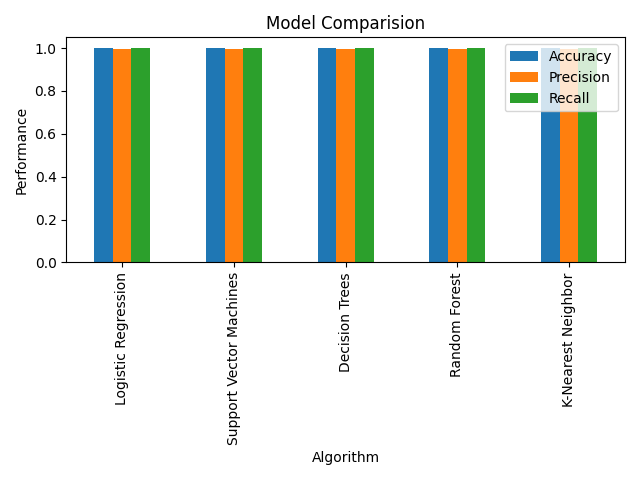 Model Comparision
Accuracy
Precision
Recall
Performance
1.0
0.8
0.6
0.4
0.2
0.0
Logistic Regression
Support Vector Machines
Decision Trees
Random Forest
K-Nearest Neighbor
Algorithm